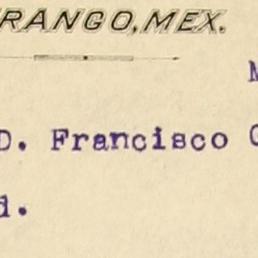 RANGO, MEX.
D. Francisco
d.